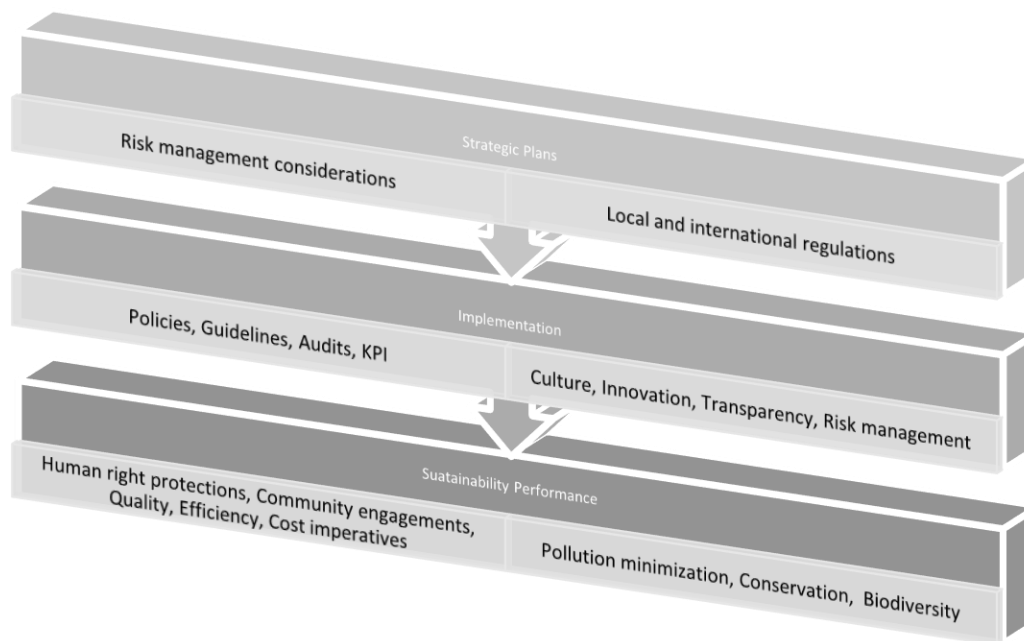 Strategic Plans
Risk management considerations
Local and international regulations
Implementation
Policies, Guidelines, Audits, KPI
Culture, Innovation, Transparency, Risk management
Suatainability Performance
Human right protections, Community engagements,
Quality, Efficiency, Cost imperatives
Pollution minimization, Conservation, Biodiversity